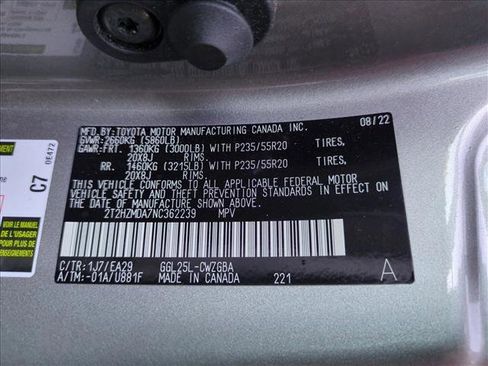 MFD.BY:TOYOTA MOTOR MANUFACTURING CANADA INC. 08/22
GVWR:2660KG (5860LB)
GAWR:FRT. 1360KG (3000LB) WITH P235/55R20 TIRES,
20X8J RIMS.
RR. 1460KG (3215LB) WITH P235/55R20 TIRES,
20X8J RIMS.
THIS VEHICLE CONFORMS TO ALL APPLICABLE FEDERAL MOTOR
VEHICLE SAFETY, BUMPER, AND THEFT PREVENTION STANDARDS
IN EFFECT ON THE DATE OF MANUFACTURE SHOWN ABOVE.
2T2HZMDA7NC362239 MPV
C/TR:1J7/EA29 GGL25L-CWZGBA
A/TM:-01A/U881F MADE IN CANADA 221 A
0E472
C7